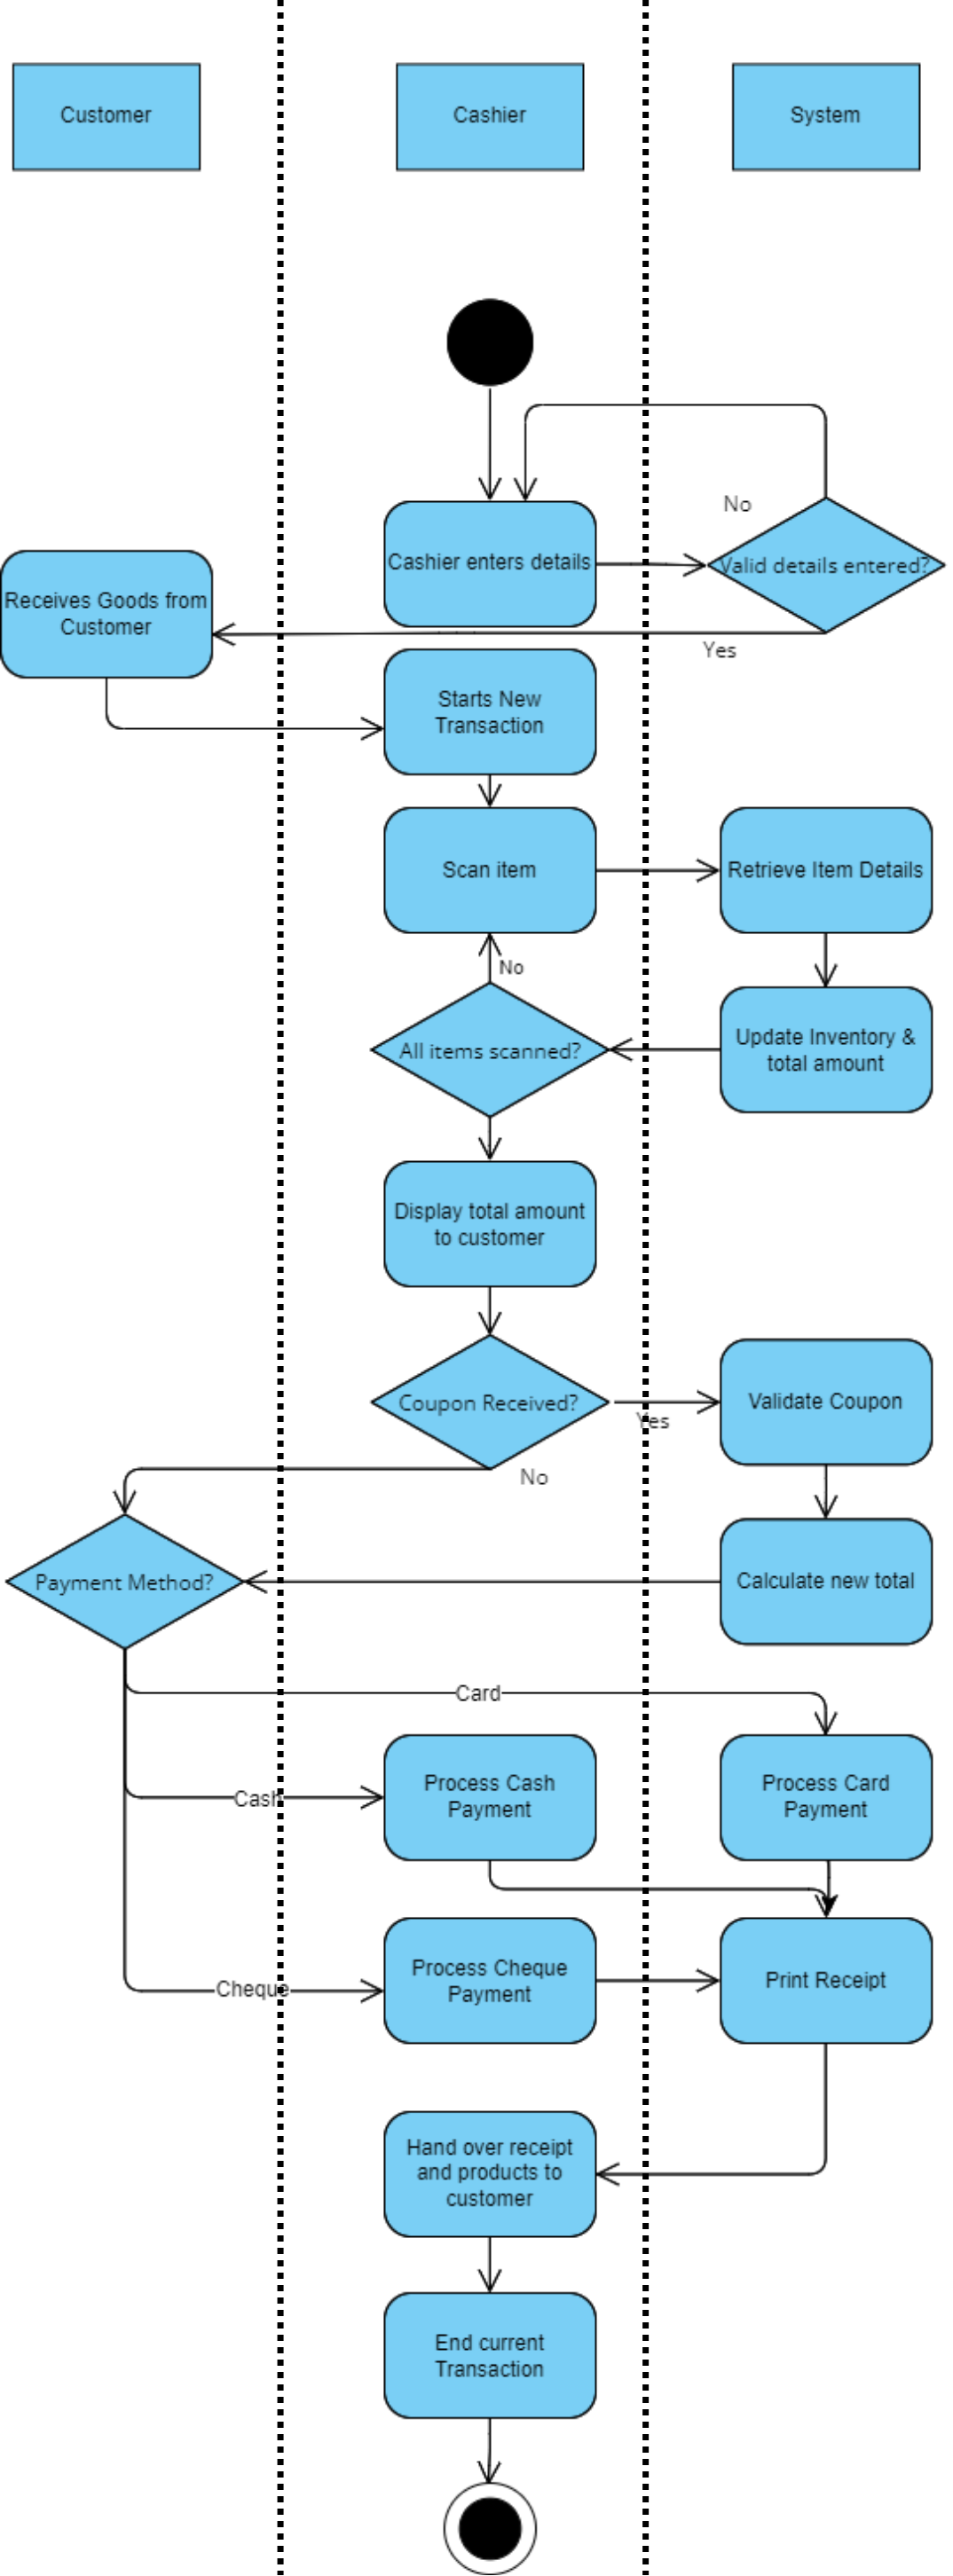 Customer
Cashier
System
No
Cashier enters details
Valid details entered?
Receives Goods from
Customer
Yes
Starts New
Transaction
Scan item
Retrieve Item Details
No
All items scanned?
Update Inventory &
total amount
Display total amount
to customer
Coupon Received?
Yes
Validate Coupon
No
Payment Method?
Calculate new total
Card
Process Cash
Payment
Process Card
Payment
Cash
Process Cheque
Payment
Print Receipt
Cheque
Hand over receipt
and products to
customer
End current
Transaction